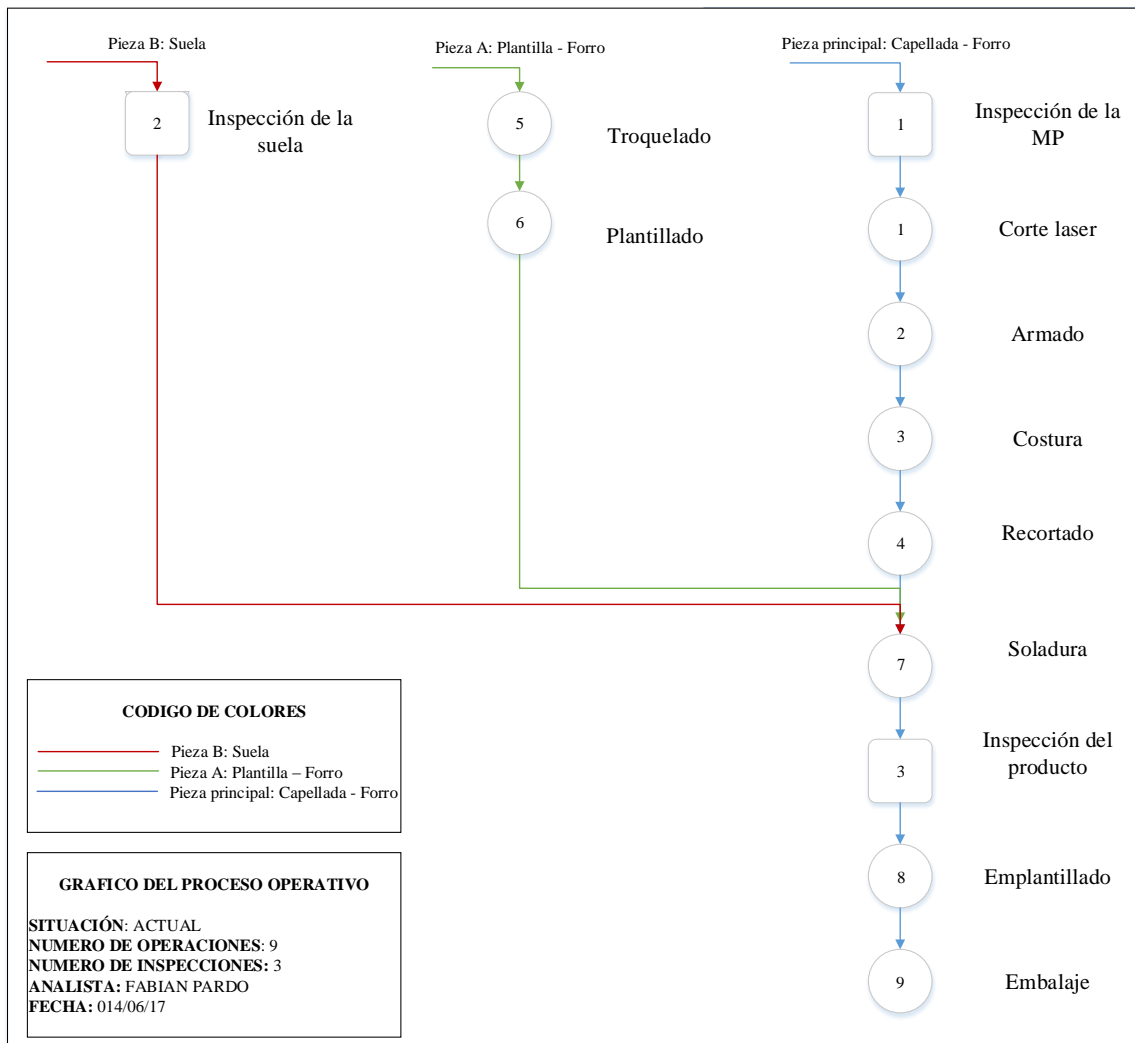 Pieza B: Suela
Pieza A: Plantilla - Forro
Pieza principal: Capellada - Forro
2
Inspección de la
suela
5
Troquelado
1
Inspección de la
MP
6
Plantillado
1
Corte laser
2
Armado
3
Costura
4
Recortado
7
Soladura
3
Inspección del
producto
8
Emplantillado
9
Embalaje
CODIGO DE COLORES
Pieza B: Suela
Pieza A: Plantilla – Forro
Pieza principal: Capellada - Forro
GRAFICO DEL PROCESO OPERATIVO
SITUACIÓN: ACTUAL
NUMERO DE OPERACIONES: 9
NUMERO DE INSPECCIONES: 3
ANALISTA: FABIAN PARDO
FECHA: 014/06/17